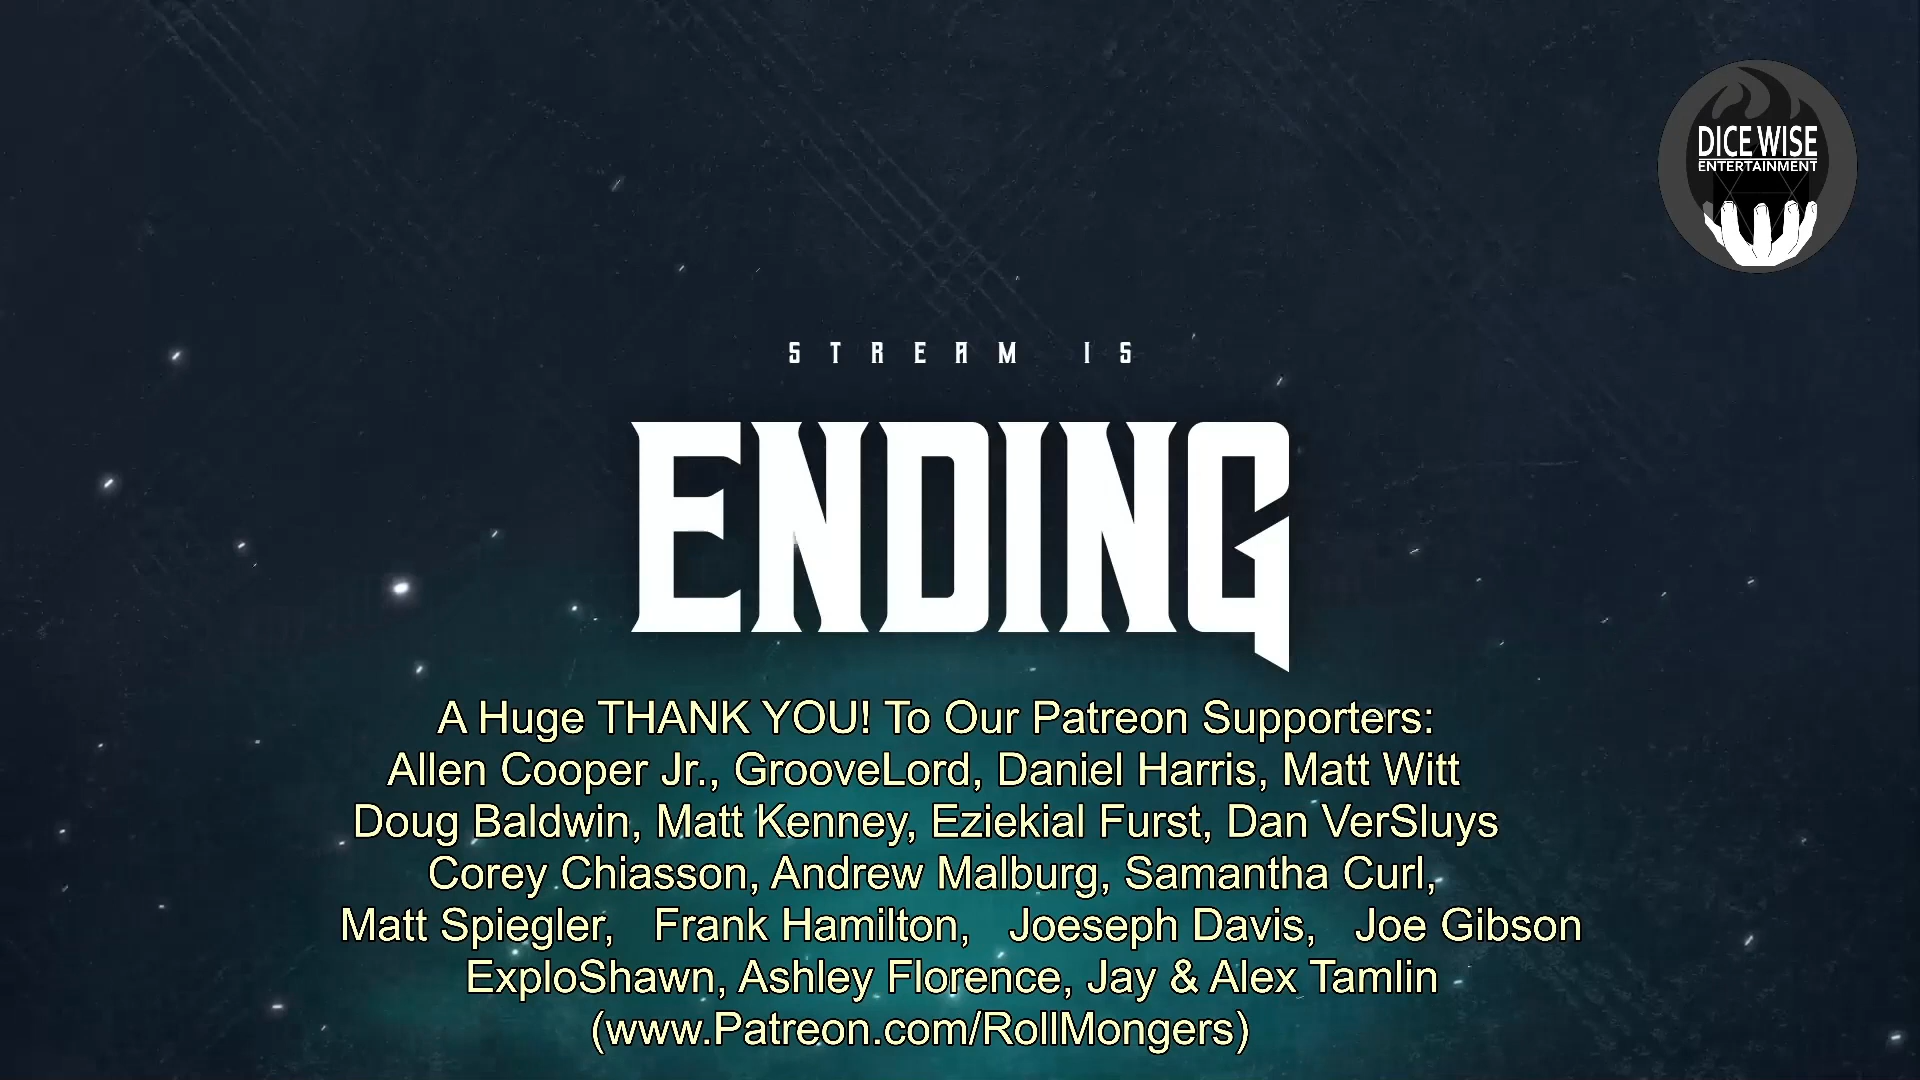 DICE WISE
ENTERTAINMENT
STREAM IS
ENDING
A Huge THANK YOU! To Our Patreon Supporters:
Allen Cooper Jr., GrooveLord, Daniel Harris, Matt Witt
Doug Baldwin, Matt Kenney, Eziekial Furst, Dan VerSluys
Corey Chiasson, Andrew Malburg, Samantha Curl,
Matt Spiegler, Frank Hamilton, Joeseph Davis, Joe Gibson
ExploShawn, Ashley Florence, Jay & Alex Tamlin
(www.Patreon.com/RollMongers)